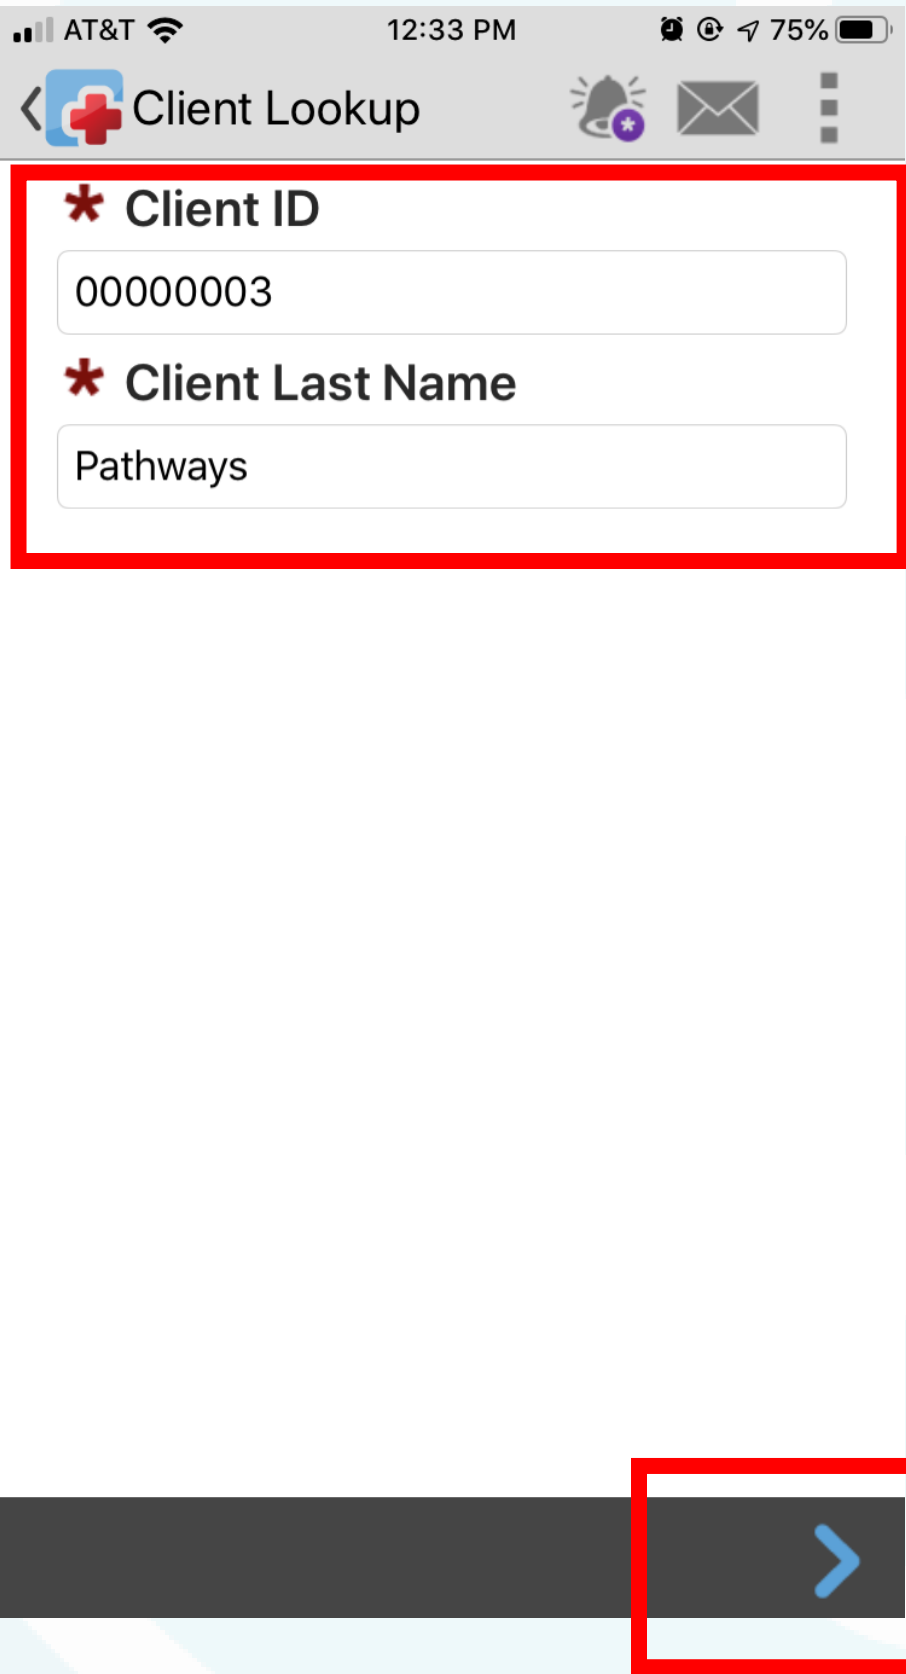 AT&T 12:33 PM 75%
Client Lookup
* Client ID
00000003
* Client Last Name
Pathways